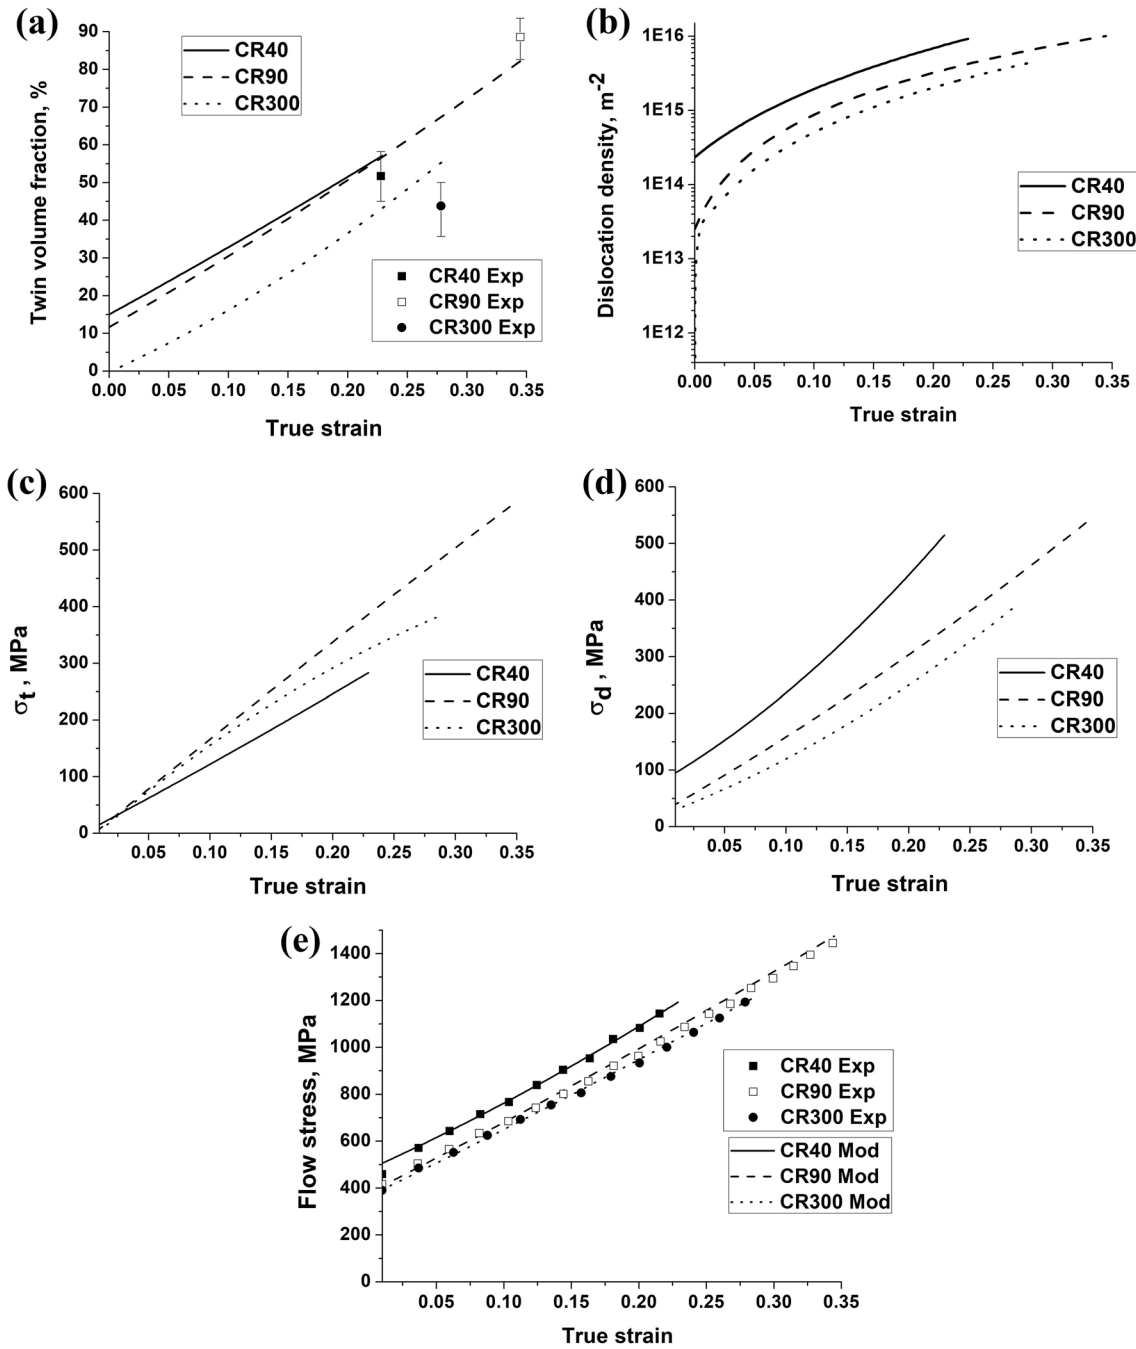 (a)
90
80
70
60
50
40
30
20
10
0
Twin volume fraction, %
CR40
CR90
CR300
CR40 Exp
CR90 Exp
CR300 Exp
0.00 0.05 0.10 0.15 0.20 0.25 0.30 0.35
True strain
(b)
1E16
1E15
1E14
1E13
1E12
Dislocation density, m-2
CR40
CR90
CR300
0.00 0.05 0.10 0.15 0.20 0.25 0.30 0.35
True strain
(c)
600
500
400
300
200
100
0
σt , MPa
CR40
CR90
CR300
0.05 0.10 0.15 0.20 0.25 0.30 0.35
True strain
(d)
600
500
400
300
200
100
0
σd , MPa
CR40
CR90
CR300
0.05 0.10 0.15 0.20 0.25 0.30 0.35
True strain
(e)
1400
1200
1000
800
600
400
200
0
Flow stress, MPa
CR40 Exp
CR90 Exp
CR300 Exp
CR40 Mod
CR90 Mod
CR300 Mod
0.05 0.10 0.15 0.20 0.25 0.30 0.35
True strain